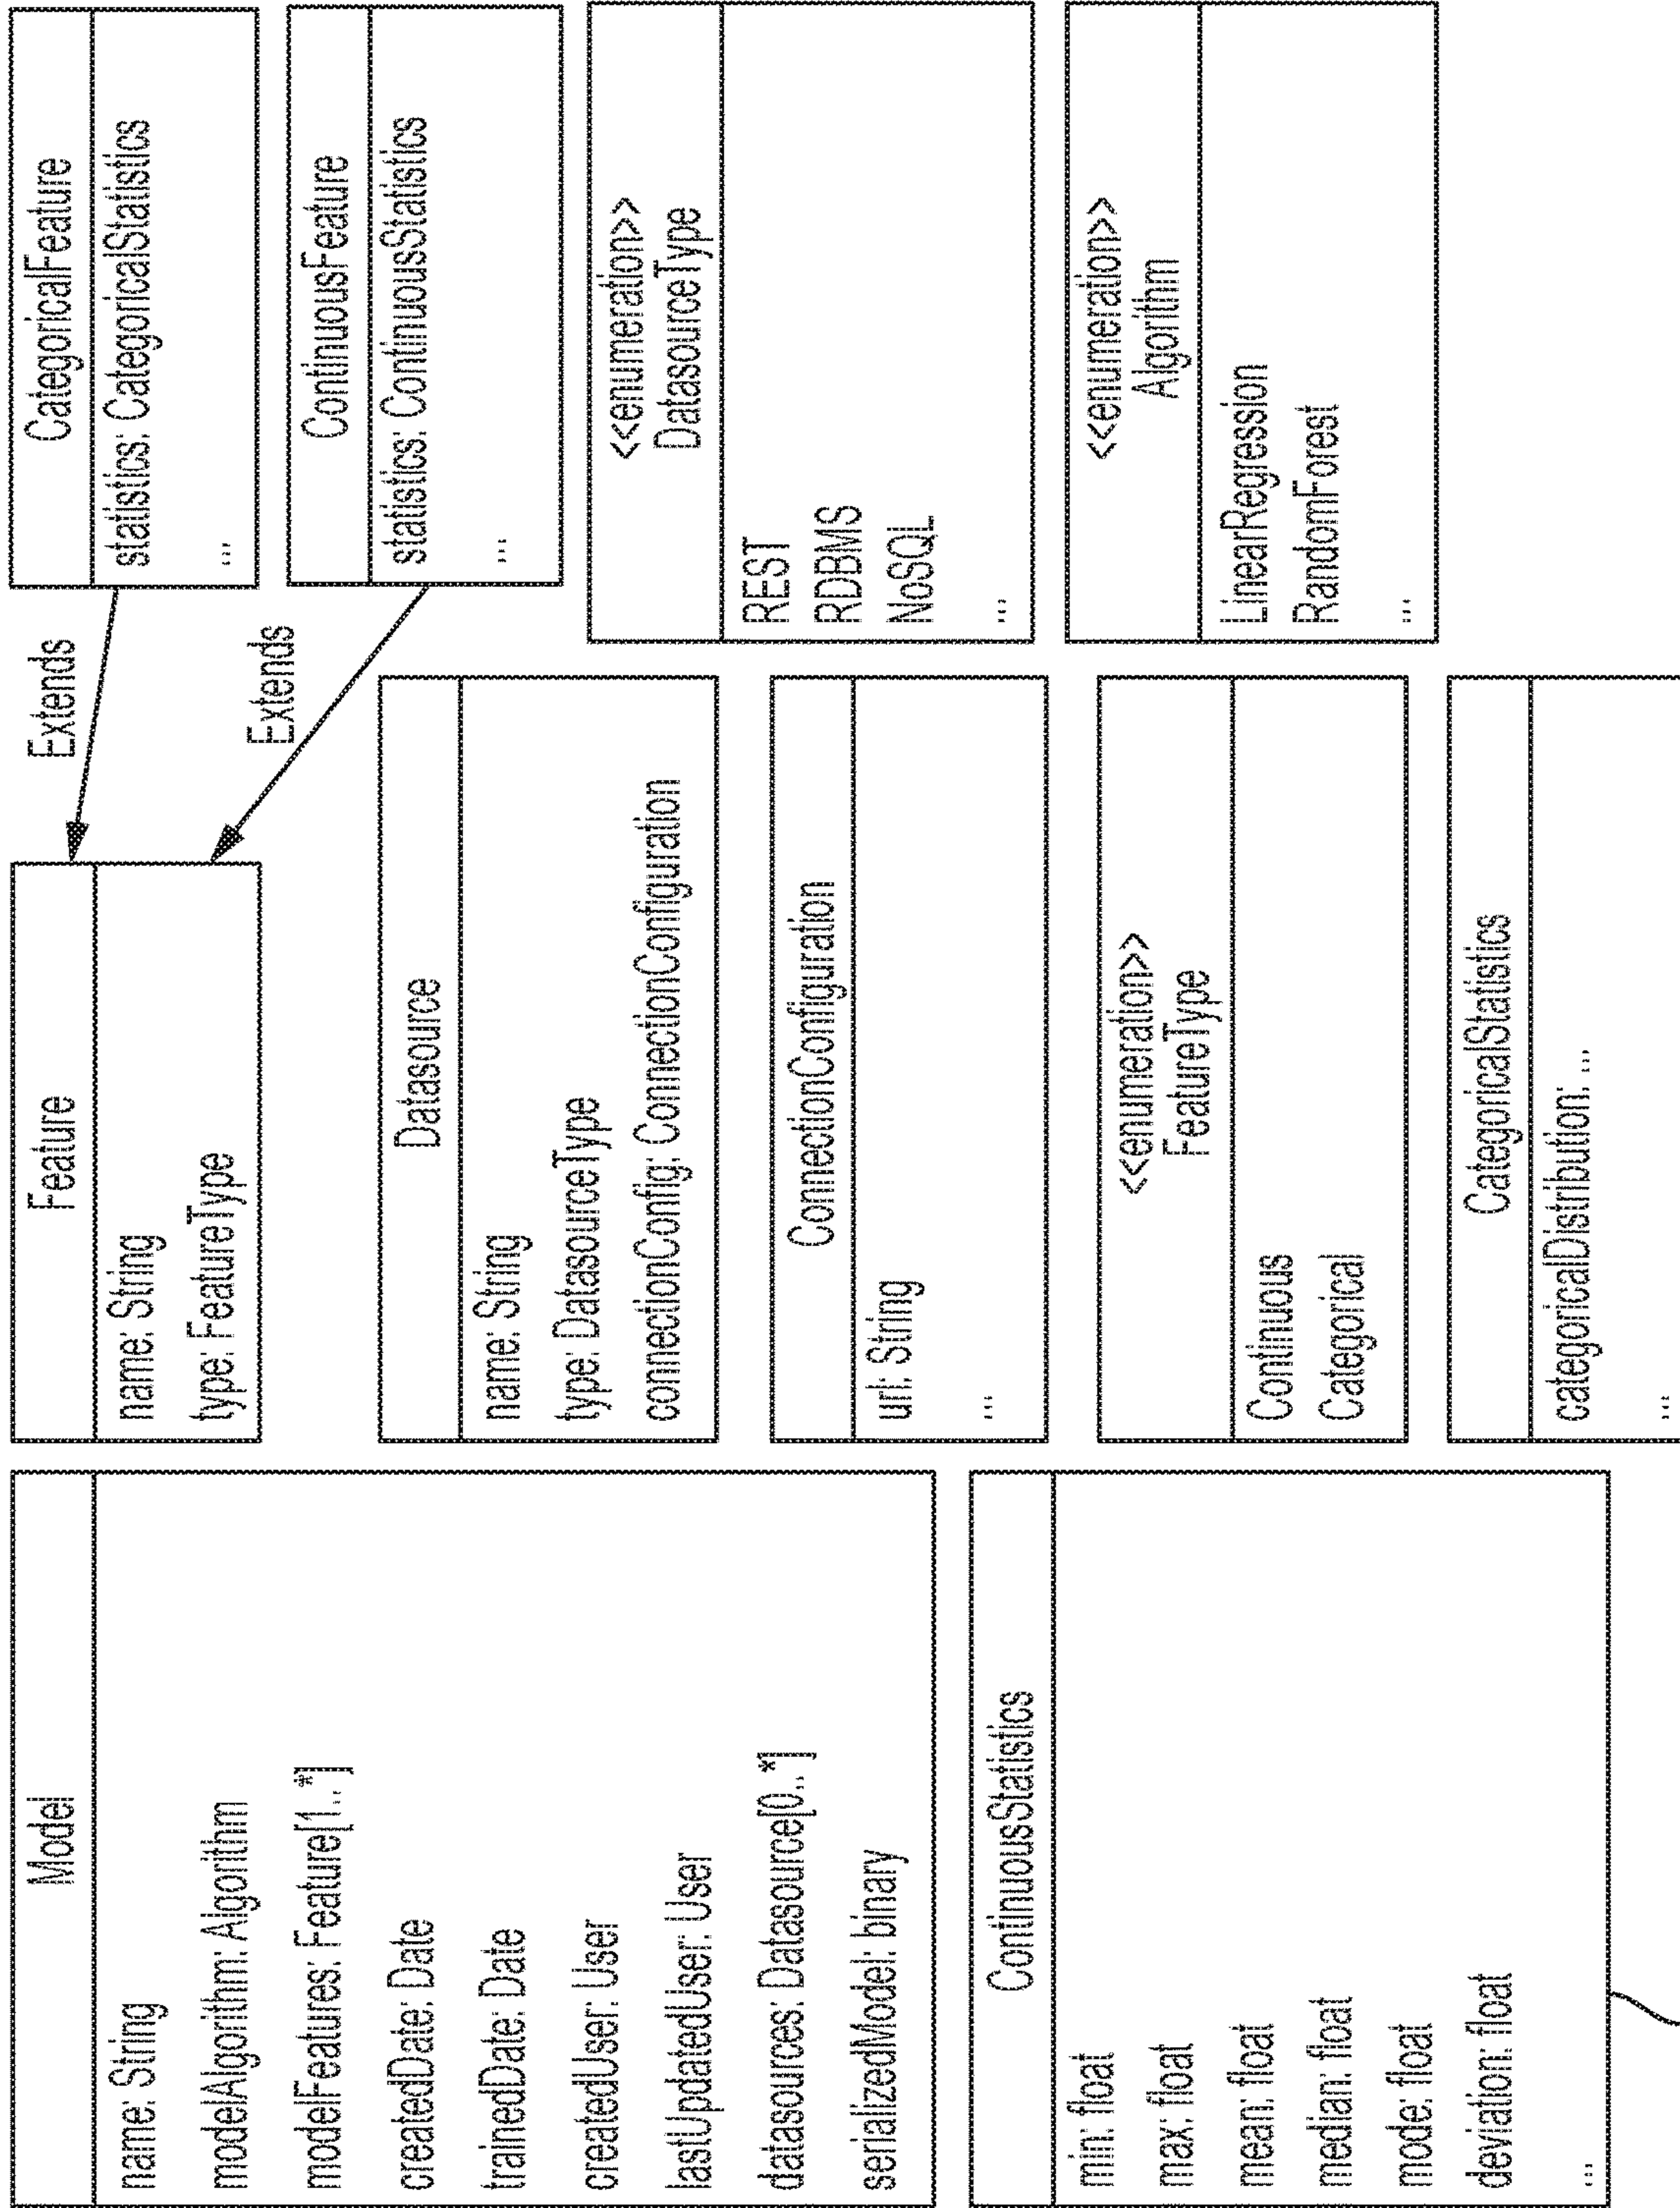 Model
name: String
modelAlgorithm: Algorithm
modelFeatures: Feature[1..*]
createdDate: Date
trainedDate: Date
createdUser: User
lastUpdatedUser: User
datasources: Datasource[0..*]
serializedModel: binary
ContinuousStatistics
min: float
max: float
mean: float
median: float
mode: float
deviation: float
...
Feature
name: String
type: FeatureType
Datasource
name: String
type: DatasourceType
connectionConfig: ConnectionConfiguration
ConnectionConfiguration
url: String
...
<<enumeration>>
FeatureType
Continuous
Categorical
CategoricalStatistics
categoricalDistribution: ...
...
Extends
Extends
CategoricalFeature
statistics: CategoricalStatistics
...
ContinuousFeature
statistics: ContinuousStatistics
...
<<enumeration>>
DatasourceType
REST
RDBMS
NoSQL
...
<<enumeration>>
Algorithm
LinearRegression
RandomForest
...